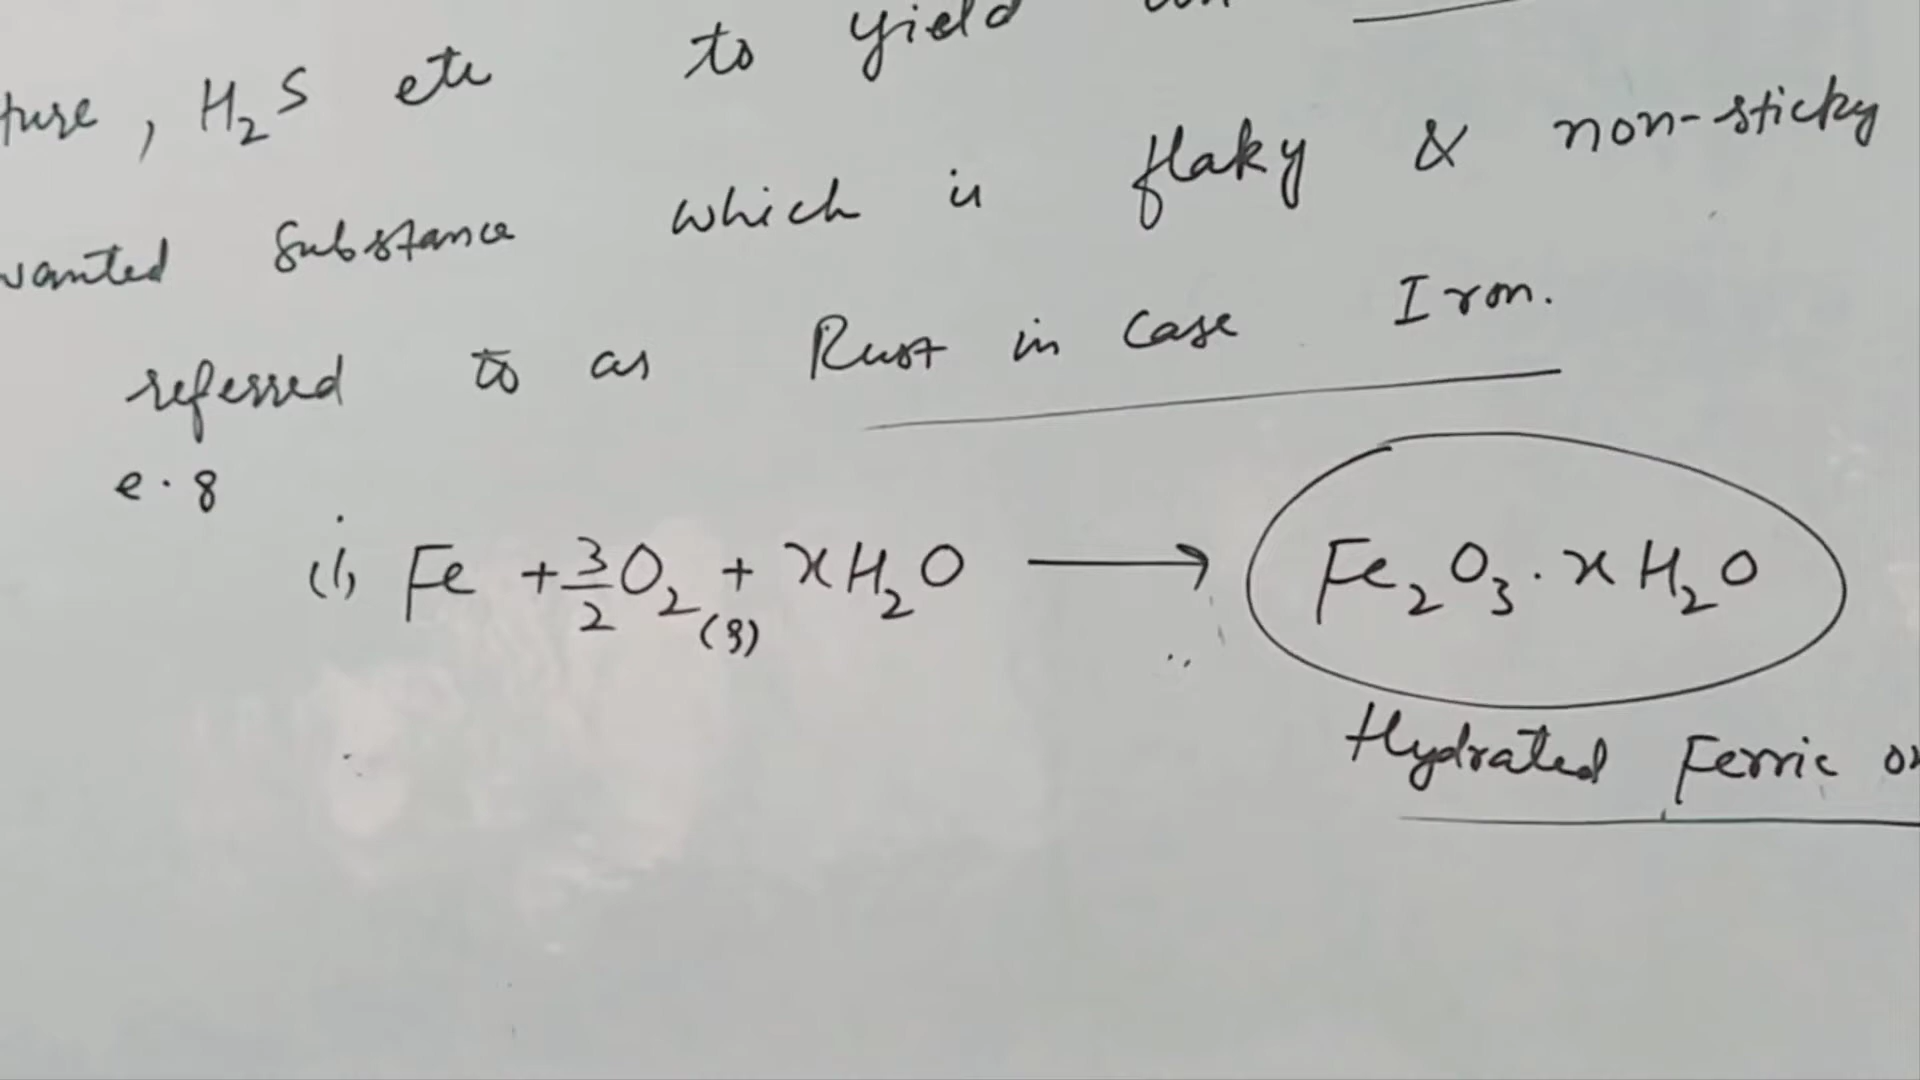 ture, H₂S etc to yield
wanted substance which is flaky & non-sticky
referred to as Rust in case Iron.
e.g
(i) Fe + 3/2 O₂(g) + xH₂O ⟶ Fe₂O₃·xH₂O
Hydrated Ferric ox